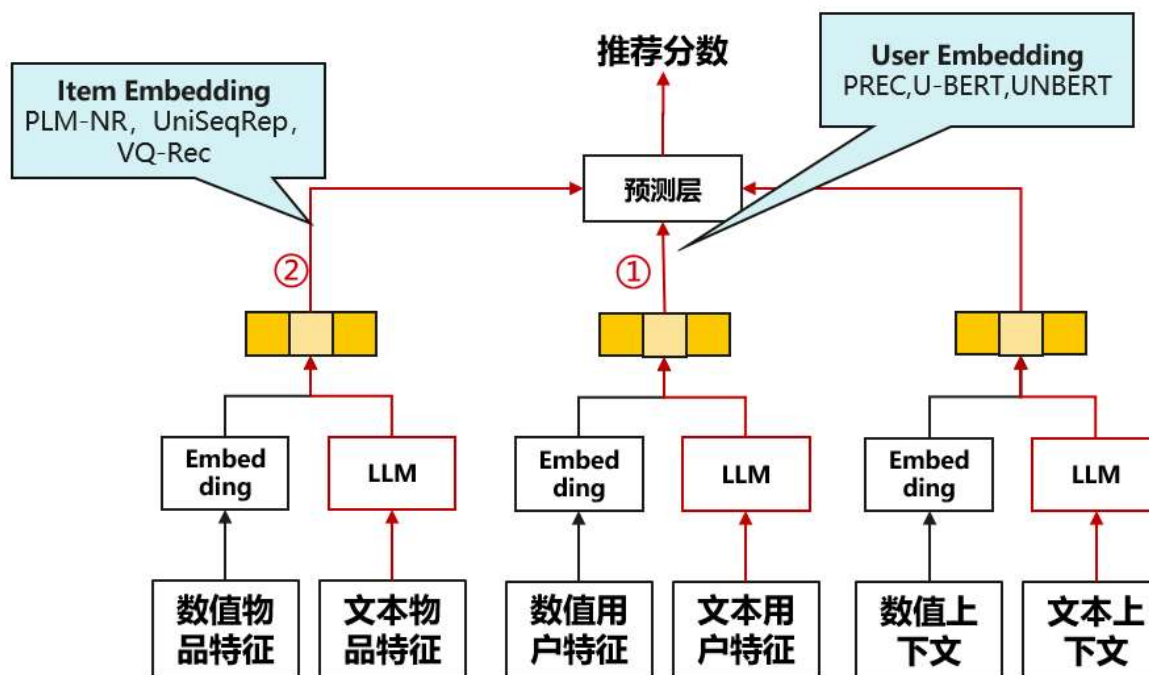 推荐分数
Item Embedding
PLM-NR，UniSeqRep，
VQ-Rec
User Embedding
PREC,U-BERT,UNBERT
预测层
②
①
Embed
ding
LLM
Embed
ding
LLM
Embed
ding
LLM
数值物
品特征
文本物
品特征
数值用
户特征
文本用
户特征
数值上
下文
文本上
下文